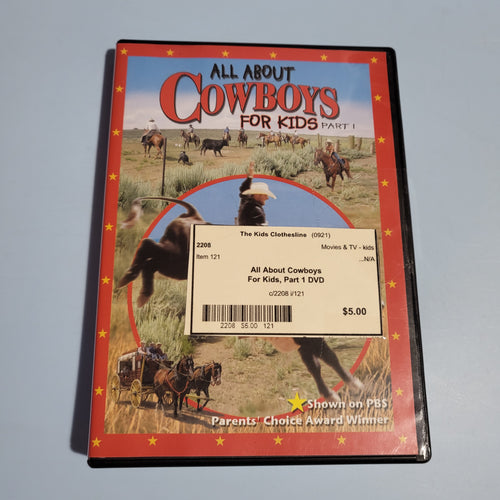 ALL ABOUT
COWBOYS
FOR KIDS PART 1
The Kids Clothesline (0921)
2208 Movies & TV - kids
Item 121 ...N/A
All About Cowboys
For Kids, Part 1 DVD
c/2208 i/121
$5.00
2208 $5.00 121
Shown on PBS
Parents' Choice Award Winner